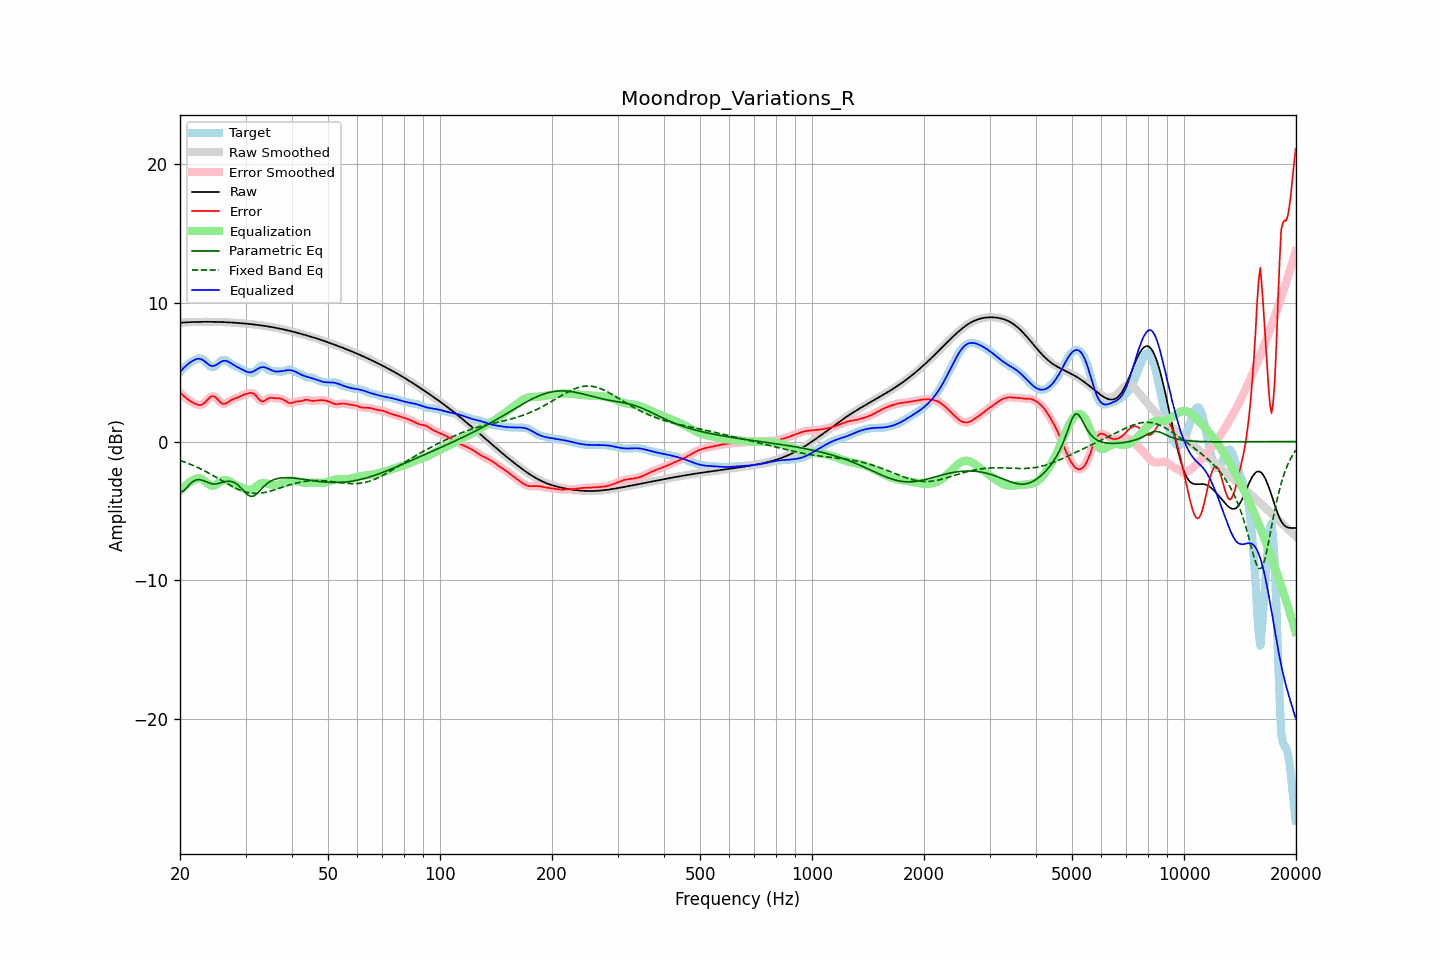 Moondrop_Variations_R
Target
Raw Smoothed
Error Smoothed
Raw
Error
Equalization
Parametric Eq
Fixed Band Eq
Equalized
20
10
0
−10
−20
Amplitude (dBr)
20
50
100
200
500
1000
2000
5000
10000
20000
Frequency (Hz)